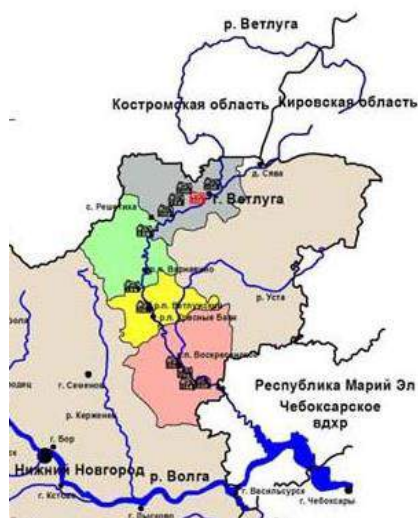 р. Ветлуга
Костромская область
Кировская область
д. Сява
г. Ветлуга
с. Решетиха
р.п. Варнавино
р. Уста
р.п. Ветлужский
р.п. Красные Баки
р.п. Воскресенское
г. Семенов
Республика Марий Эл
Чебоксарское
вдхр
р. Керженец
г. Бор
Нижний Новгород
р. Волга
г. Кстово
г. Васильсурск
г. Чебоксары
г. Лысково